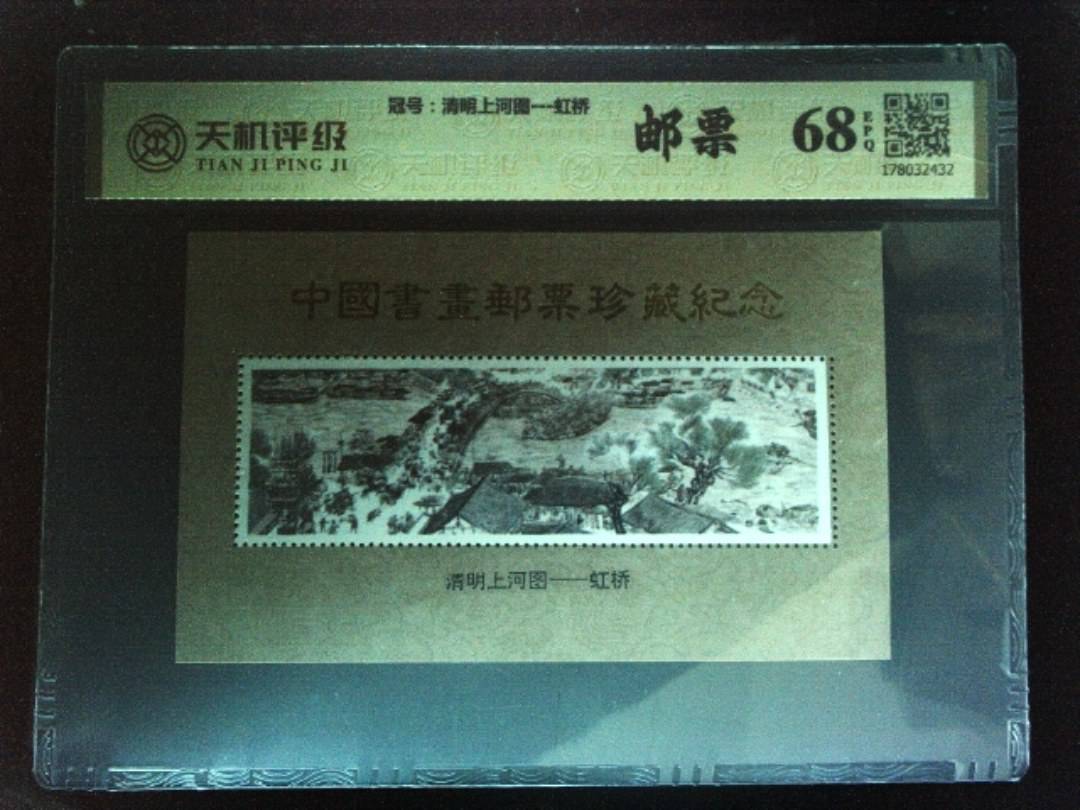 冠号：清明上河图---虹桥
天机评级
TIAN JI PING JI
邮票
68
EPQ
178032432
中國書畫郵票珍藏紀念
清明上河图——虹桥